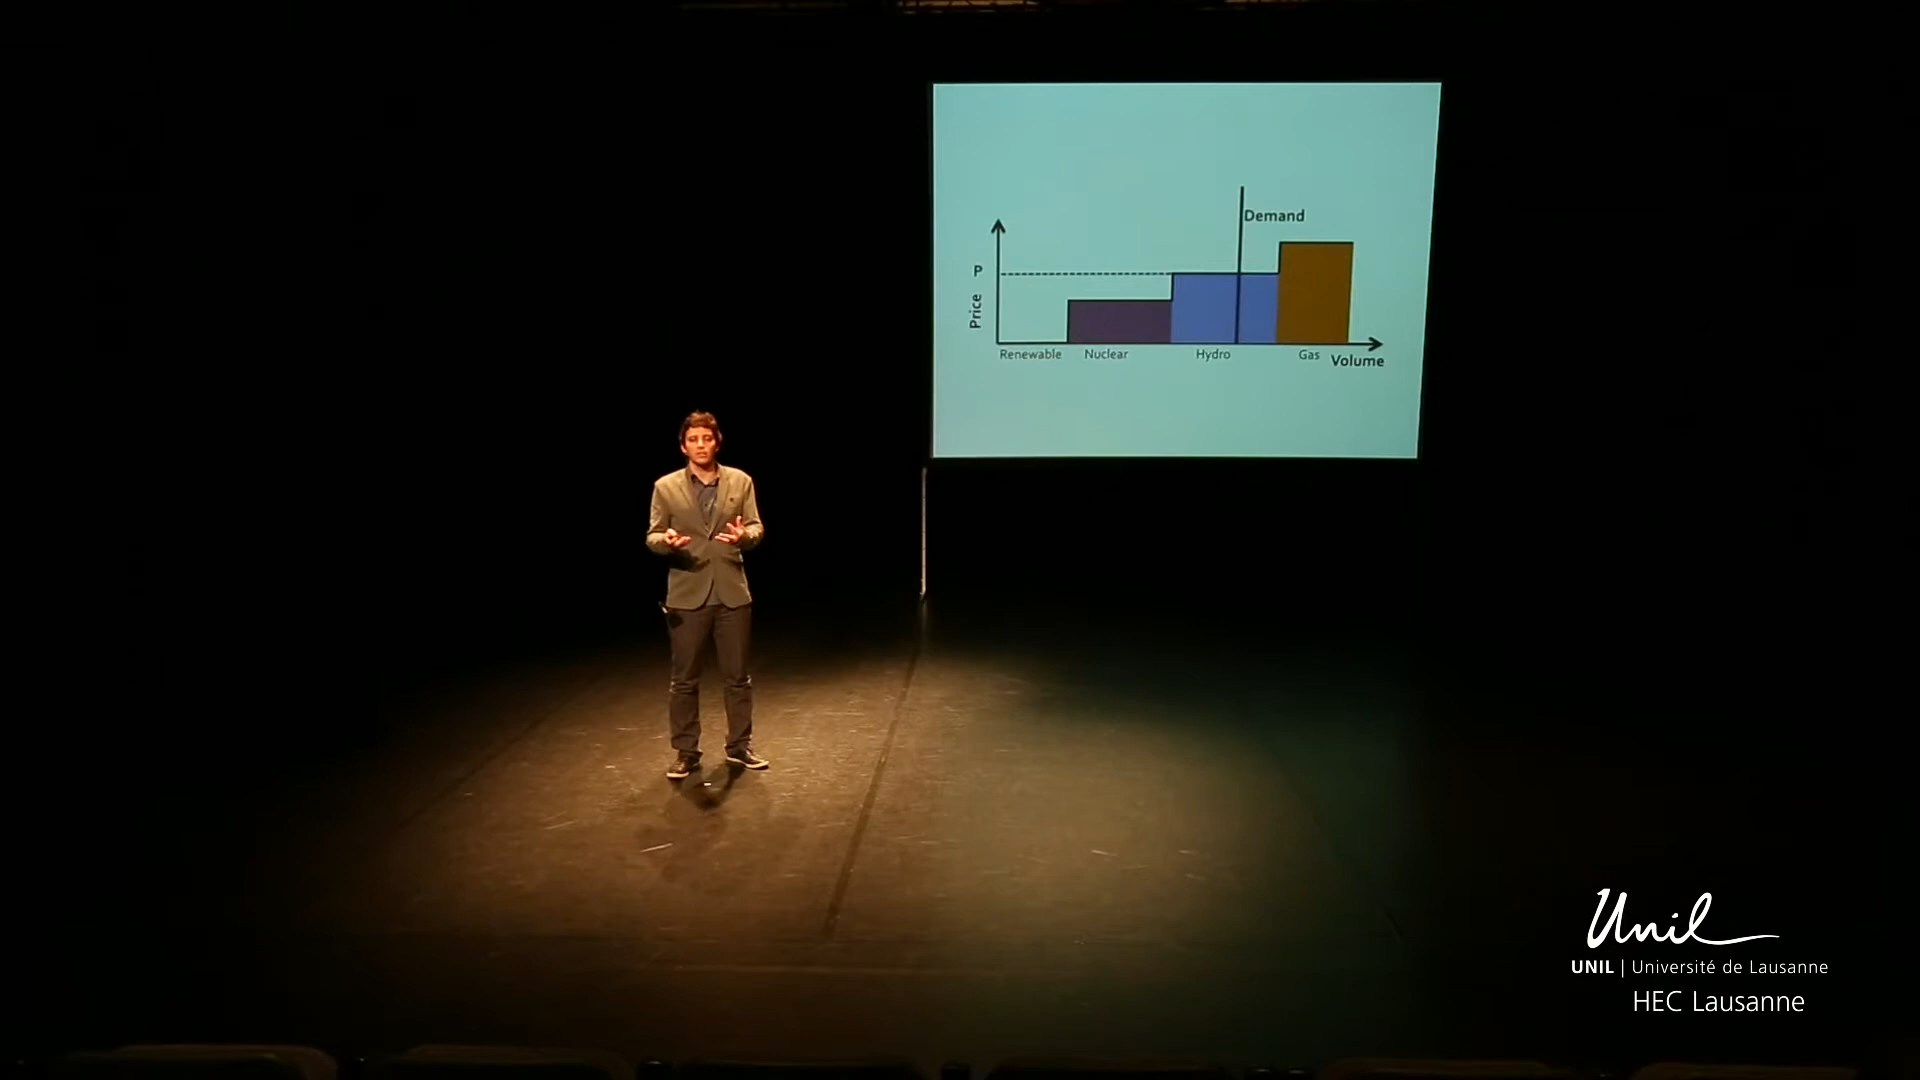 Demand
P
Price
Renewable Nuclear Hydro Gas
Volume
Unil
UNIL | Université de Lausanne
HEC Lausanne